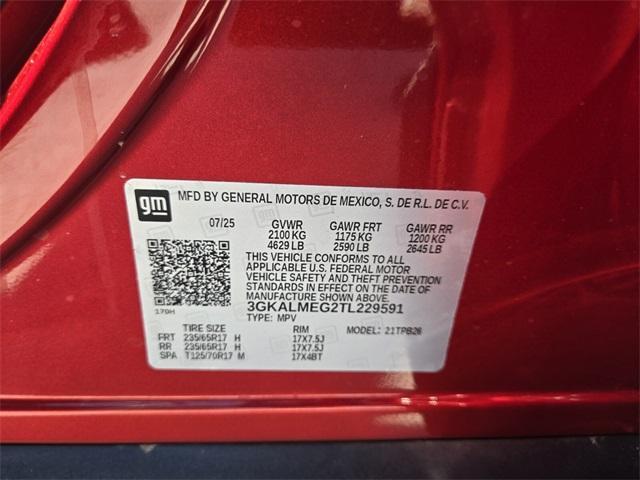 gm
MFD BY GENERAL MOTORS DE MEXICO, S. DE R.L. DE C.V.
07/25 GVWR GAWR FRT GAWR RR
2100 KG 1175 KG 1200 KG
4629 LB 2590 LB 2645 LB
THIS VEHICLE CONFORMS TO ALL
APPLICABLE U.S. FEDERAL MOTOR
VEHICLE SAFETY AND THEFT PREVENTION
STANDARDS IN EFFECT ON THE DATE OF
MANUFACTURE SHOWN ABOVE.
3GKALMEG2TL229591
170H TYPE: MPV
TIRE SIZE RIM MODEL: 21TPB26
FRT 235/65R17 H 17X7.5J
RR 235/65R17 H 17X7.5J
SPA T125/70R17 M 17X4BT